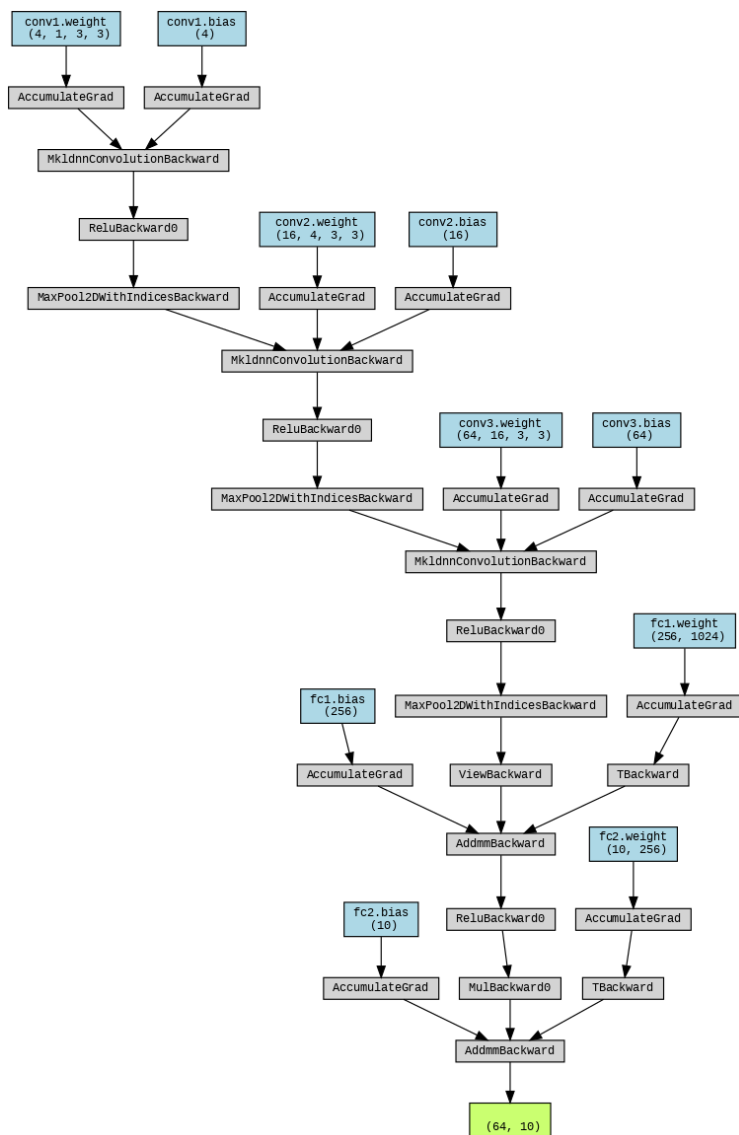 conv1.weight
(4, 1, 3, 3)
conv1.bias
(4)
AccumulateGrad
AccumulateGrad
MkldnnConvolutionBackward
ReluBackward0
conv2.weight
(16, 4, 3, 3)
conv2.bias
(16)
MaxPool2DWithIndicesBackward
AccumulateGrad
AccumulateGrad
MkldnnConvolutionBackward
ReluBackward0
conv3.weight
(64, 16, 3, 3)
conv3.bias
(64)
MaxPool2DWithIndicesBackward
AccumulateGrad
AccumulateGrad
MkldnnConvolutionBackward
ReluBackward0
fc1.weight
(256, 1024)
fc1.bias
(256)
MaxPool2DWithIndicesBackward
AccumulateGrad
AccumulateGrad
ViewBackward
TBackward
AddmmBackward
fc2.weight
(10, 256)
fc2.bias
(10)
ReluBackward0
AccumulateGrad
AccumulateGrad
MulBackward0
TBackward
AddmmBackward
(64, 10)